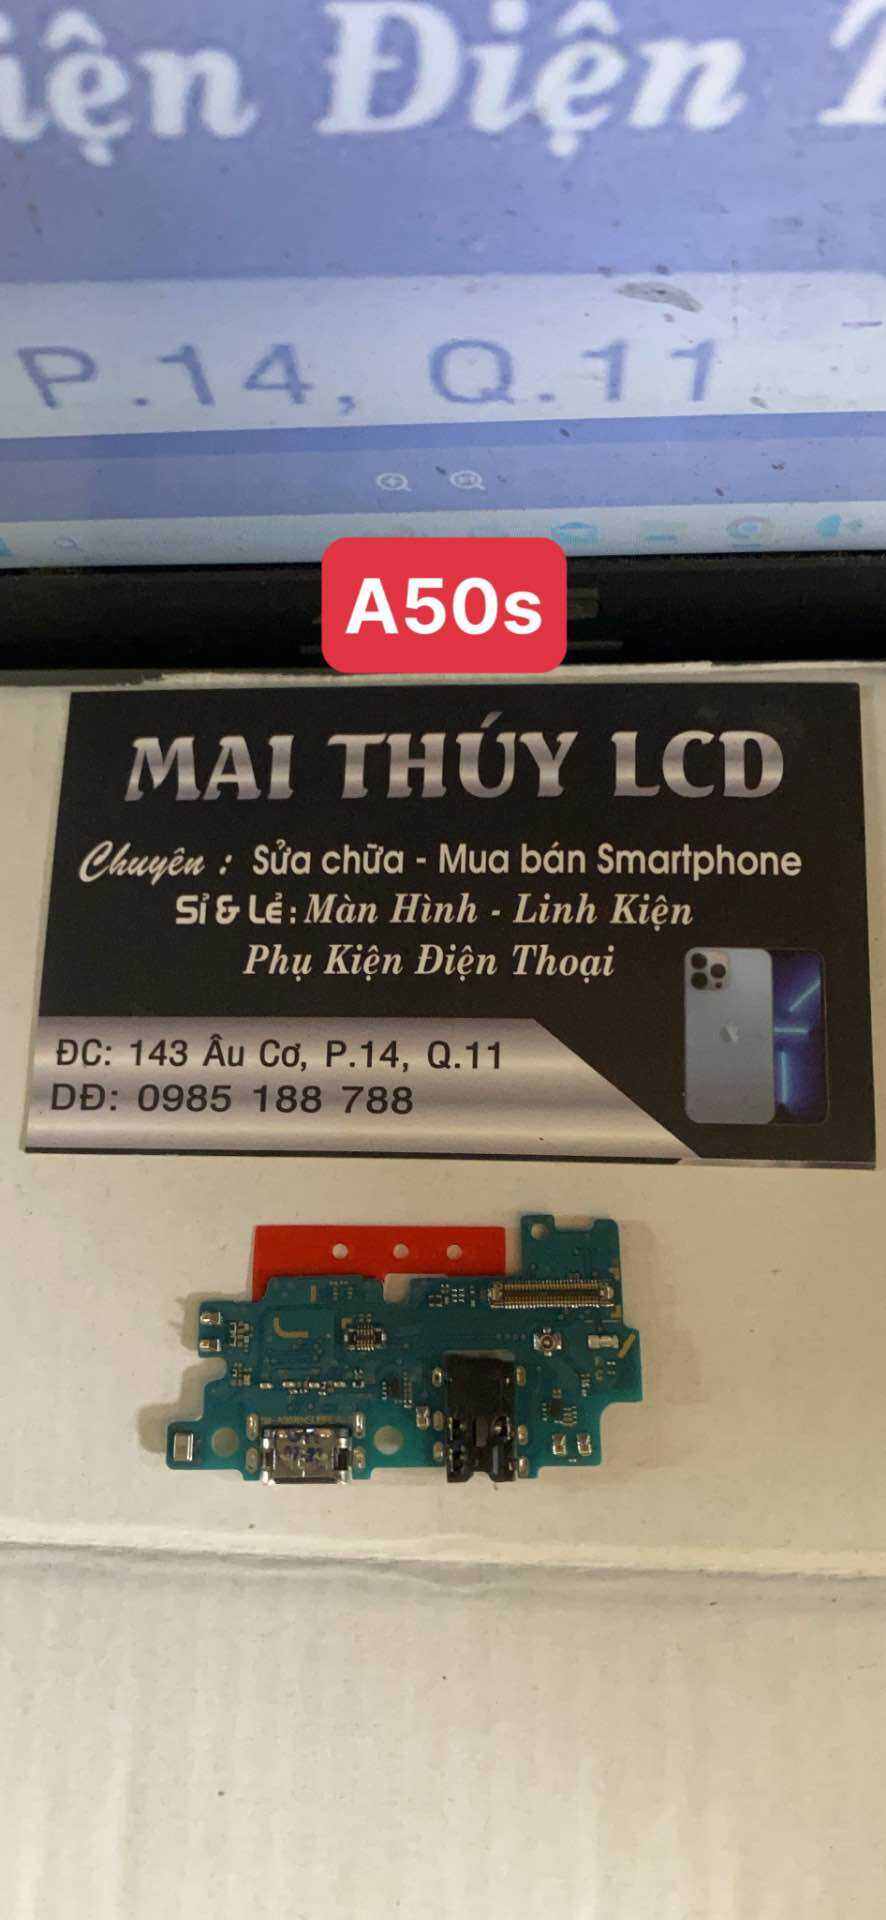 iện Điện T
P.14, Q.11
A50s
MAI THÚY LCD
Chuyên : Sửa chữa - Mua bán Smartphone
Sỉ & Lẻ : Màn Hình - Linh Kiện
Phụ Kiện Điện Thoại
ĐC: 143 Âu Cơ, P.14, Q.11
DĐ: 0985 188 788